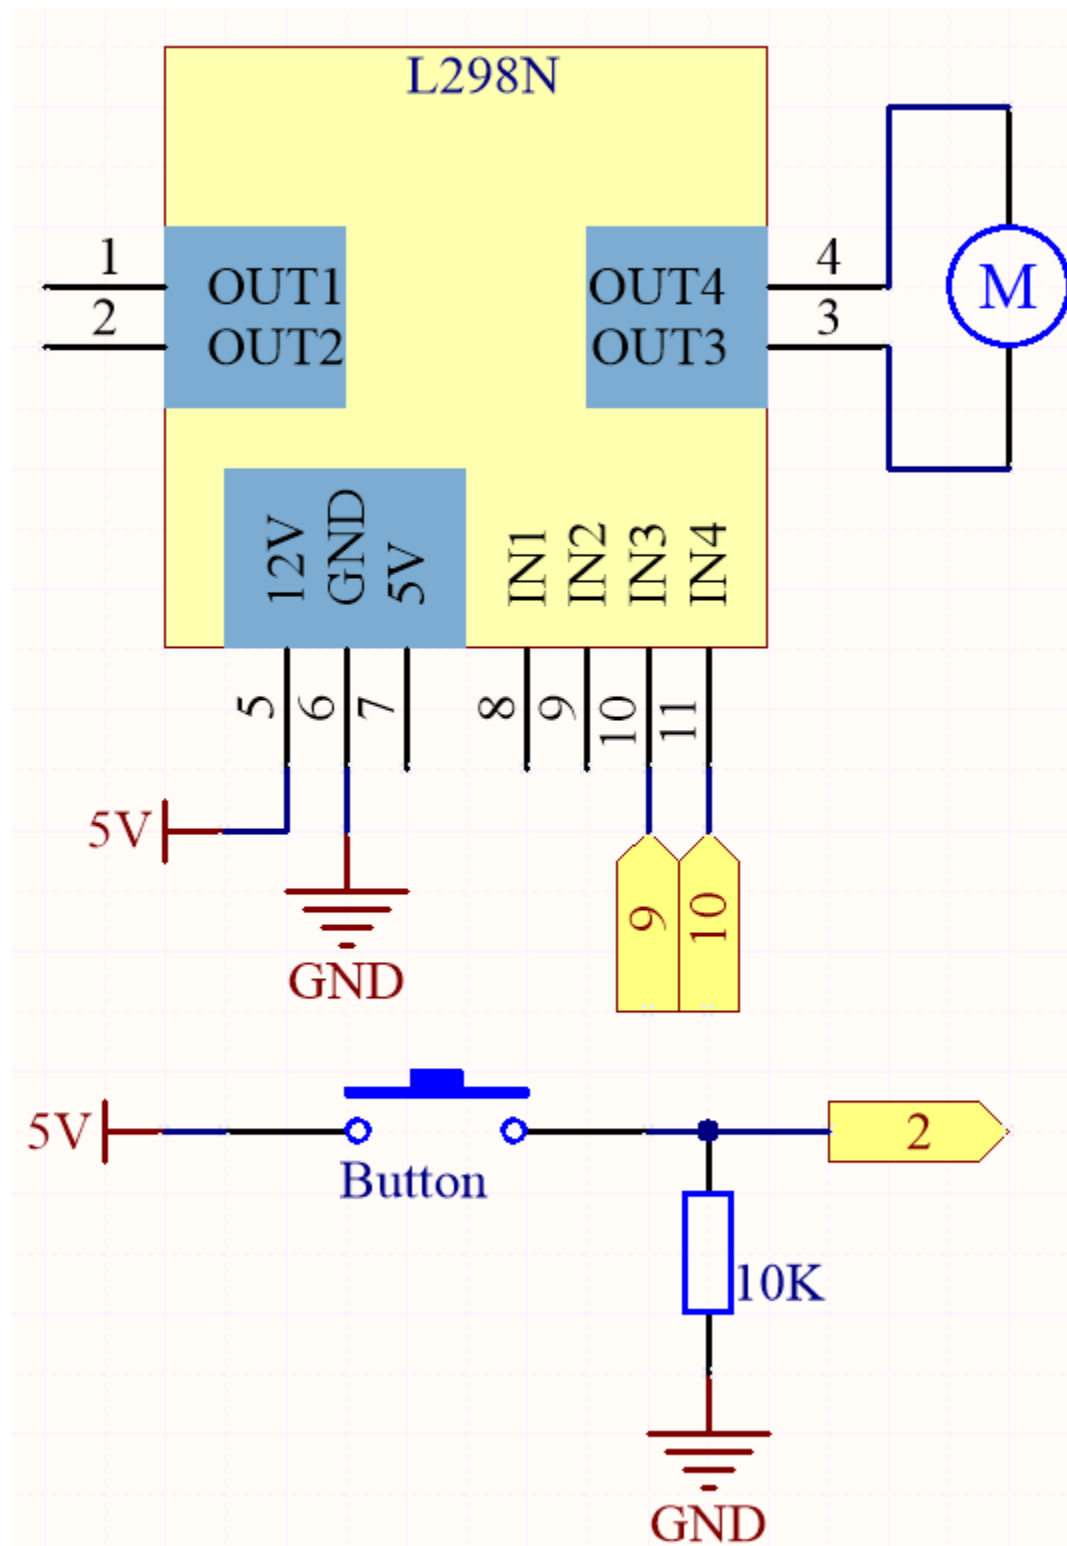 L298N
1
OUT1
OUT4
4
M
2
OUT2
OUT3
3
12V
GND
5V
IN1
IN2
IN3
IN4
5
6
7
8
9
10
11
5V
9
10
GND
5V
2
Button
10K
GND